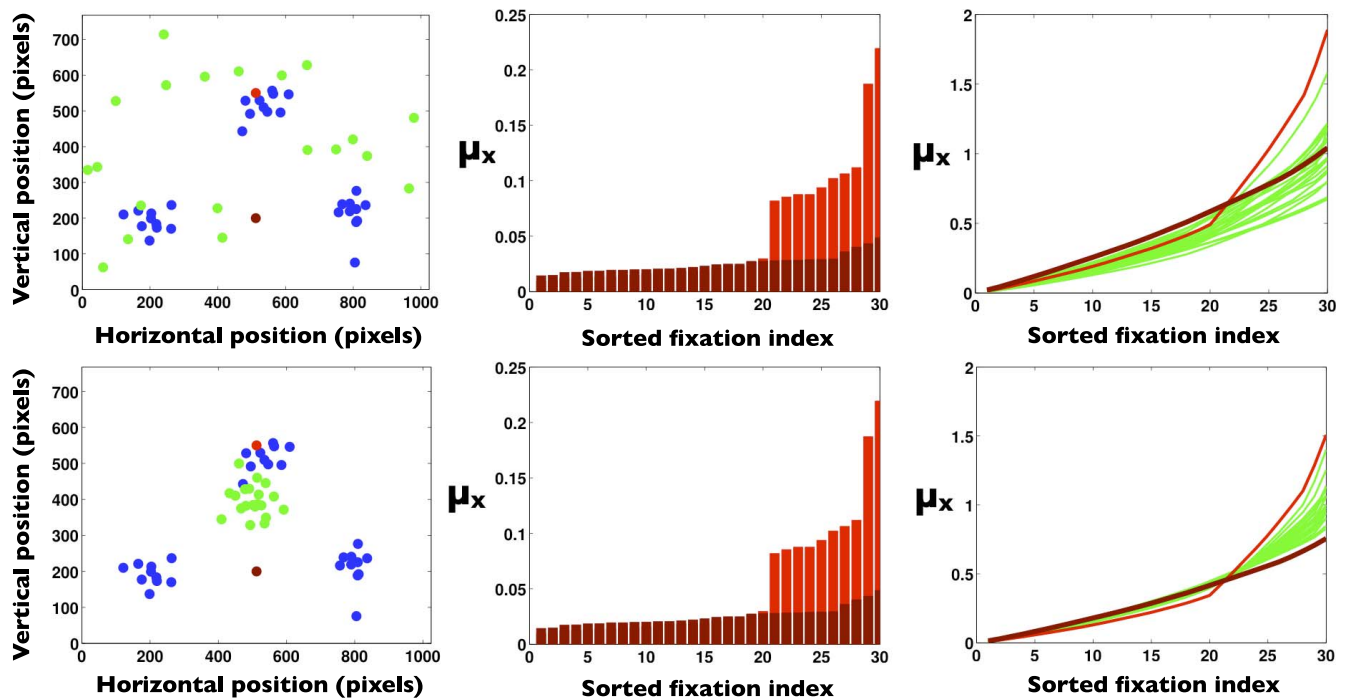 Vertical position (pixels)
700
600
500
400
300
200
100
0
0 200 400 600 800 1000
Horizontal position (pixels)
μx
0.25
0.2
0.15
0.1
0.05
0
0 5 10 15 20 25 30
Sorted fixation index
μx
2
1.5
1
0.5
0
0 5 10 15 20 25 30
Sorted fixation index
Vertical position (pixels)
700
600
500
400
300
200
100
0
0 200 400 600 800 1000
Horizontal position (pixels)
μx
0.25
0.2
0.15
0.1
0.05
0
0 5 10 15 20 25 30
Sorted fixation index
μx
2
1.5
1
0.5
0
0 5 10 15 20 25 30
Sorted fixation index